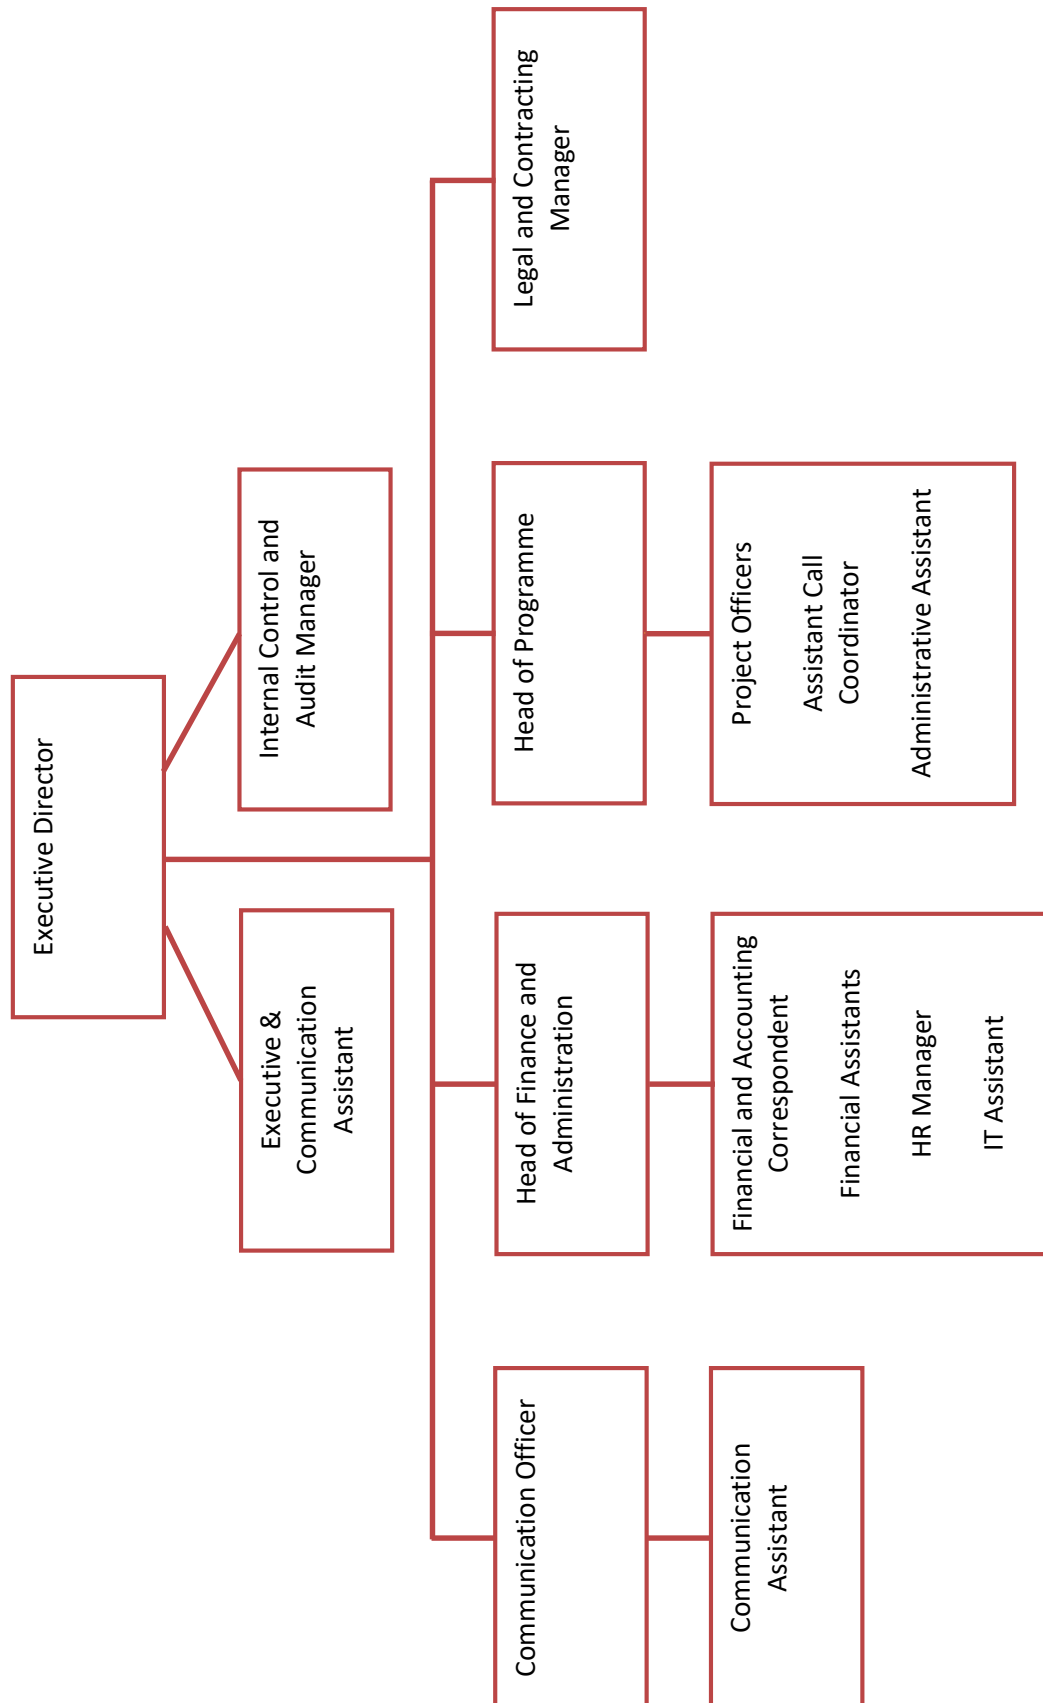 Executive Director
Executive &
Communication
Assistant
Internal Control and
Audit Manager
Communication Officer
Head of Finance and
Administration
Head of Programme
Legal and Contracting
Manager
Communication
Assistant
Financial and Accounting
Correspondent
Financial Assistants
HR Manager
IT Assistant
Project Officers
Assistant Call
Coordinator
Administrative Assistant